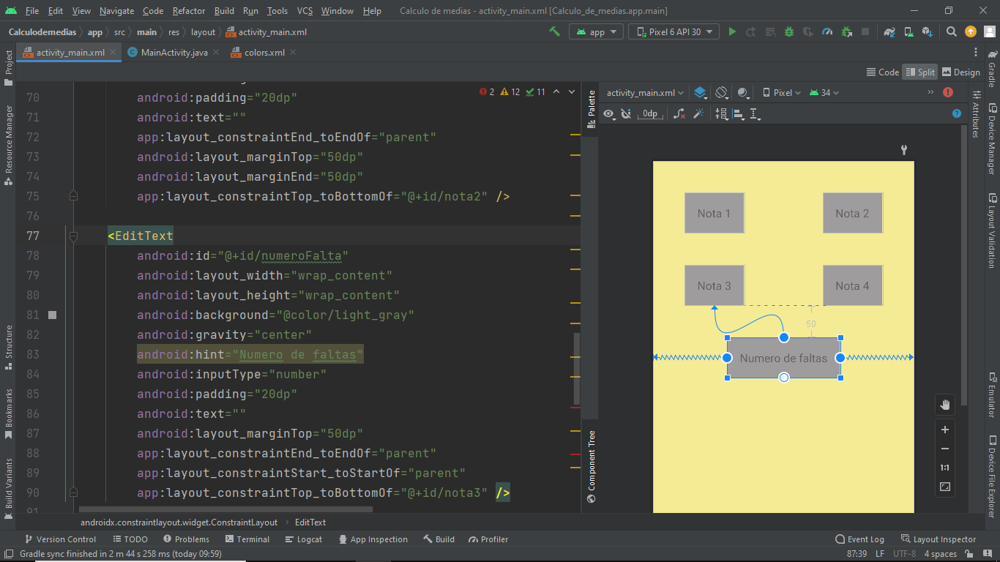 File Edit View Navigate Code Refactor Build Run Tools VCS Window Help Calculo de medias - activity_main.xml [Calculo_de_medias.app.main]
Calculodemedias app src main res layout activity_main.xml app Pixel 6 API 30
activity_main.xml MainActivity.java colors.xml
Code Split Design
2 12 11
activity_main.xml Pixel 34
0dp
70 android:padding="20dp"
71 android:text=""
72 app:layout_constraintEnd_toEndOf="parent"
73 android:layout_marginTop="50dp"
74 android:layout_marginEnd="50dp"
75 app:layout_constraintTop_toBottomOf="@+id/nota2" />
76
77 <EditText
78 android:id="@+id/numeroFalta"
79 android:layout_width="wrap_content"
80 android:layout_height="wrap_content"
81 android:background="@color/light_gray"
82 android:gravity="center"
83 android:hint="Numero de faltas"
84 android:inputType="number"
85 android:padding="20dp"
86 android:text=""
87 android:layout_marginTop="50dp"
88 app:layout_constraintEnd_toEndOf="parent"
89 app:layout_constraintStart_toStartOf="parent"
90 app:layout_constraintTop_toBottomOf="@+id/nota3" />
91
Nota 1 Nota 2
Nota 3 Nota 4
50
Numero de faltas
1:1
Project
Resource Manager
Structure
Bookmarks
Build Variants
Palette
Component Tree
Attributes
Gradle
Device Manager
Layout Validation
Emulator
Device File Explorer
androidx.constraintlayout.widget.ConstraintLayout EditText
Version Control TODO Problems Terminal Logcat App Inspection Build Profiler Event Log Layout Inspector
Gradle sync finished in 2 m 44 s 258 ms (today 09:59) 87:39 LF UTF-8 4 spaces